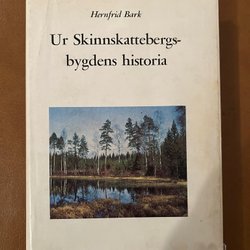 Hernfrid Bark
Ur Skinnskattebergs-
bygdens historia